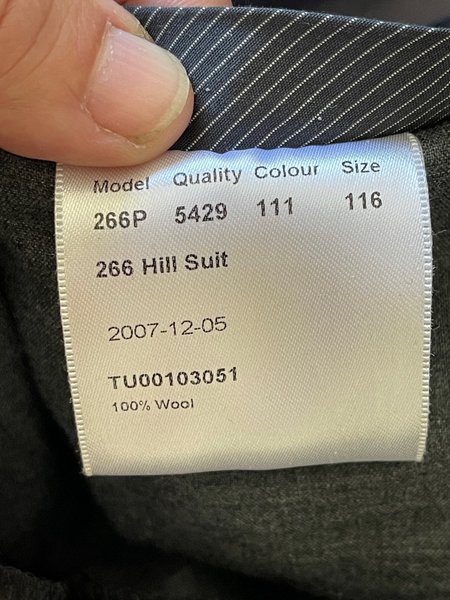 Model Quality Colour Size
266P 5429 111 116
266 Hill Suit
2007-12-05
TU00103051
100% Wool